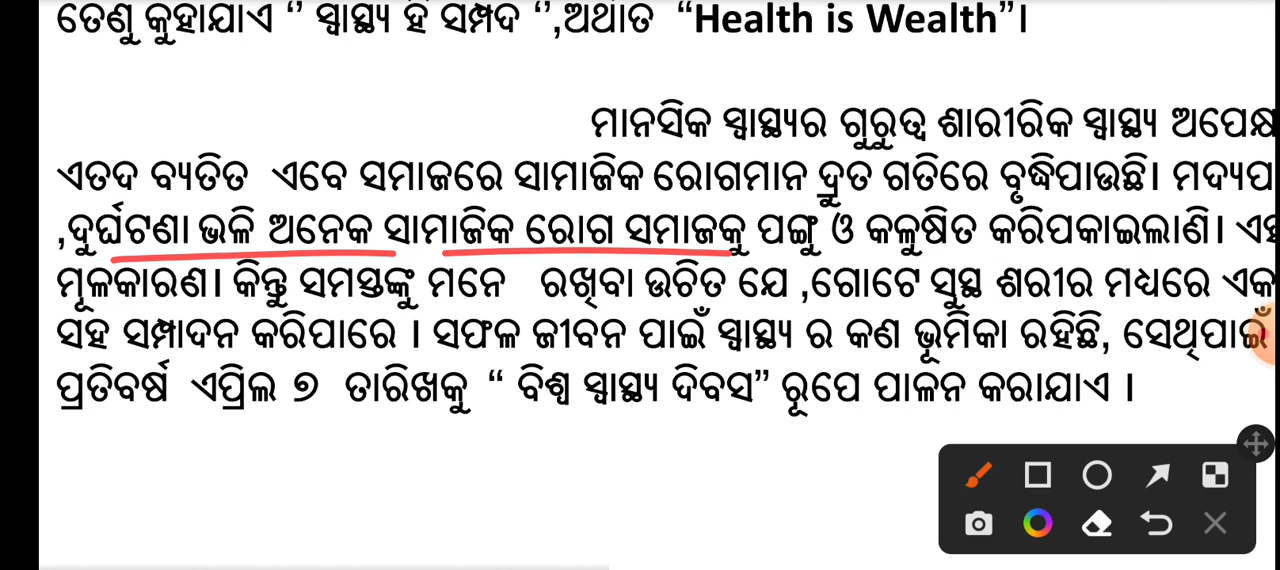 ତେଣୁ କୁହାଯାଏ “ ସ୍ୱାସ୍ଥ୍ୟ ହିଁ ସମ୍ପଦ “,ଅର୍ଥାତ “Health is Wealth”।
ମାନସିକ ସ୍ୱାସ୍ଥ୍ୟର ଗୁରୁତ୍ୱ ଶାରୀରିକ ସ୍ୱାସ୍ଥ୍ୟ ଅପେକ୍ଷ
ଏତଦ ବ୍ୟତିତ ଏବେ ସମାଜରେ ସାମାଜିକ ରୋଗମାନ ଦ୍ରୁତ ଗତିରେ ବୃଦ୍ଧିପାଉଛି। ମଦ୍ୟପ
,ଦୁର୍ଘଟଣା ଭଳି ଅନେକ ସାମାଜିକ ରୋଗ ସମାଜକୁ ପଙ୍ଗୁ ଓ କଳୁଷିତ କରିପକାଇଲାଣି। ଏହ
ମୂଳକାରଣ। କିନ୍ତୁ ସମସ୍ତଙ୍କୁ ମନେ ରଖିବା ଉଚିତ ଯେ ,ଗୋଟେ ସୁସ୍ଥ ଶରୀର ମଧ୍ୟରେ ଏକ
ସହ ସମ୍ପାଦନ କରିପାରେ । ସଫଳ ଜୀବନ ପାଇଁ ସ୍ୱାସ୍ଥ୍ୟ ର କଣ ଭୂମିକା ରହିଛି, ସେଥିପାଇଁ
ପ୍ରତିବର୍ଷ ଏପ୍ରିଲ ୭ ତାରିଖକୁ “ ବିଶ୍ୱ ସ୍ୱାସ୍ଥ୍ୟ ଦିବସ” ରୂପେ ପାଳନ କରାଯାଏ ।